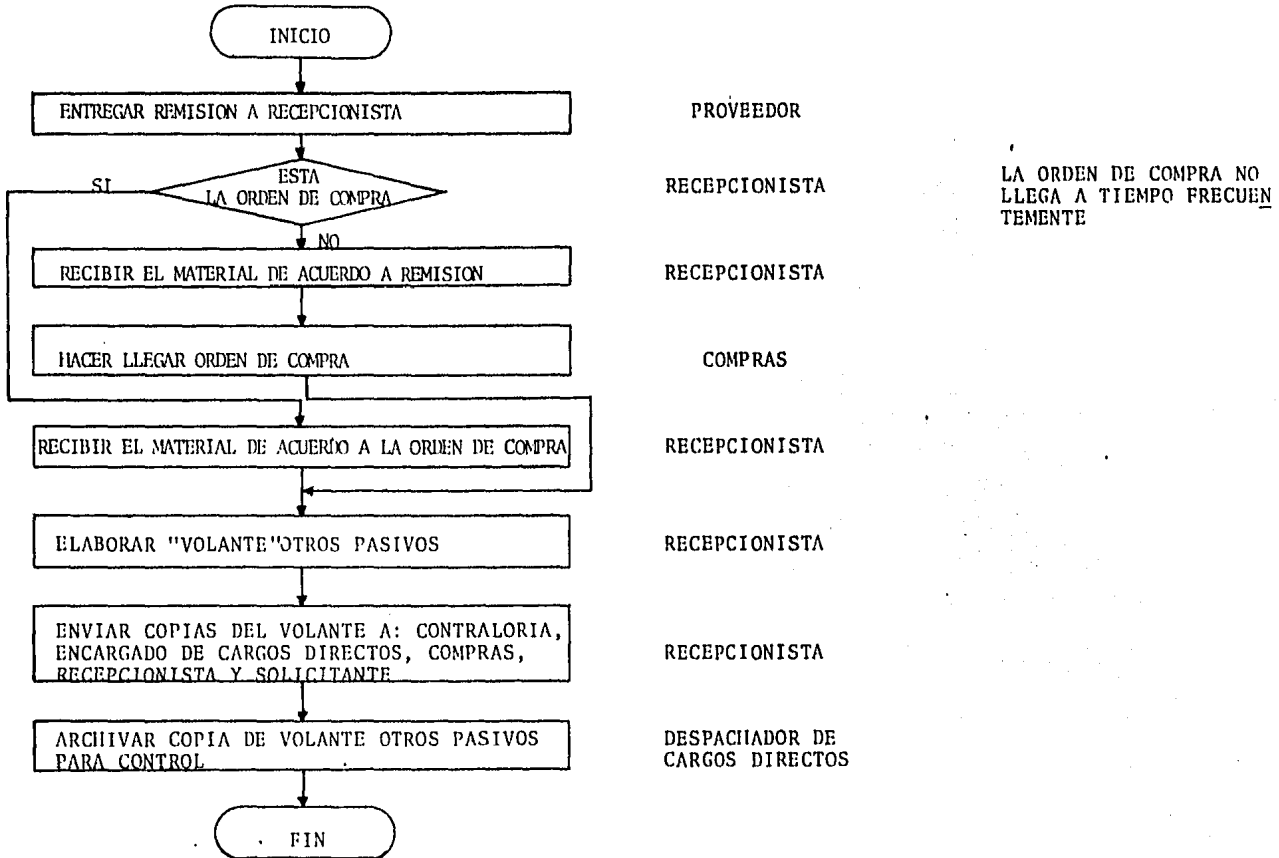 INICIO
ENTREGAR REMISION A RECEPCIONISTA
PROVEEDOR
ESTA
LA ORDEN DE COMPRA
SI
NO
RECEPCIONISTA
LA ORDEN DE COMPRA NO
LLEGA A TIEMPO FRECUEN
TEMENTE
RECIBIR EL MATERIAL DE ACUERDO A REMISION
RECEPCIONISTA
HACER LLEGAR ORDEN DE COMPRA
COMPRAS
RECIBIR EL MATERIAL DE ACUERDO A LA ORDEN DE COMPRA
RECEPCIONISTA
ELABORAR "VOLANTE"OTROS PASIVOS
RECEPCIONISTA
ENVIAR COPIAS DEL VOLANTE A: CONTRALORIA,
ENCARGADO DE CARGOS DIRECTOS, COMPRAS,
RECEPCIONISTA Y SOLICITANTE
RECEPCIONISTA
ARCHIVAR COPIA DE VOLANTE OTROS PASIVOS
PARA CONTROL
DESPACHADOR DE
CARGOS DIRECTOS
FIN